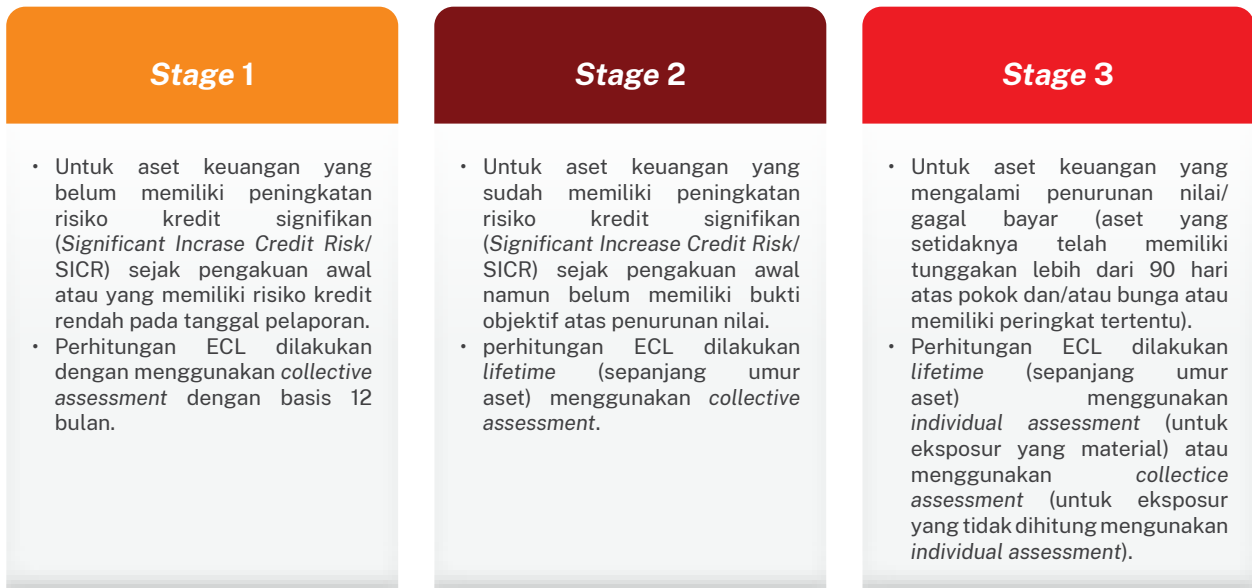 Stage 1
• Untuk aset keuangan yang
belum memiliki peningkatan
risiko kredit signifikan
(Significant Incrase Credit Risk/
SICR) sejak pengakuan awal
atau yang memiliki risiko kredit
rendah pada tanggal pelaporan.
• Perhitungan ECL dilakukan
dengan menggunakan collective
assessment dengan basis 12
bulan.
Stage 2
• Untuk aset keuangan yang
sudah memiliki peningkatan
risiko kredit signifikan
(Significant Increase Credit Risk/
SICR) sejak pengakuan awal
namun belum memiliki bukti
objektif atas penurunan nilai.
• perhitungan ECL dilakukan
lifetime (sepanjang umur
aset) menggunakan collective
assessment.
Stage 3
• Untuk aset keuangan yang
mengalami penurunan nilai/
gagal bayar (aset yang
setidaknya telah memiliki
tunggakan lebih dari 90 hari
atas pokok dan/atau bunga atau
memiliki peringkat tertentu).
• Perhitungan ECL dilakukan
lifetime (sepanjang umur
aset) menggunakan
individual assessment (untuk
eksposur yang material) atau
menggunakan collectice
assessment (untuk eksposur
yang tidak dihitung mengunakan
individual assessment).